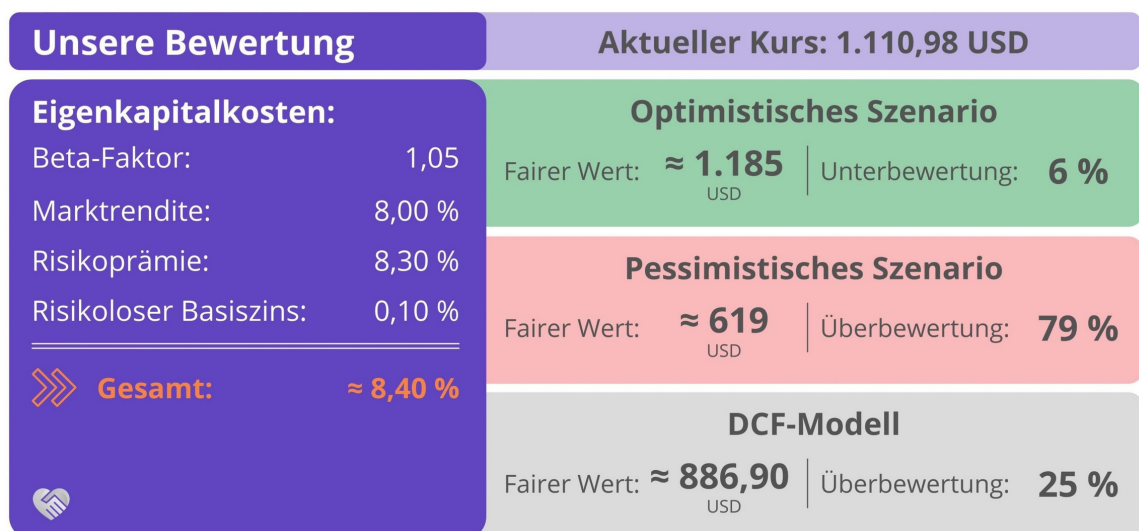 Unsere Bewertung
Aktueller Kurs: 1.110,98 USD
Eigenkapitalkosten:
Beta-Faktor: 1,05
Marktrendite: 8,00 %
Risikoprämie: 8,30 %
Risikoloser Basiszins: 0,10 %
Gesamt: ≈ 8,40 %
Optimistisches Szenario
Fairer Wert: ≈ 1.185 Unterbewertung: 6 %
USD
Pessimistisches Szenario
Fairer Wert: ≈ 619 Überbewertung: 79 %
USD
DCF-Modell
Fairer Wert: ≈ 886,90 Überbewertung: 25 %
USD